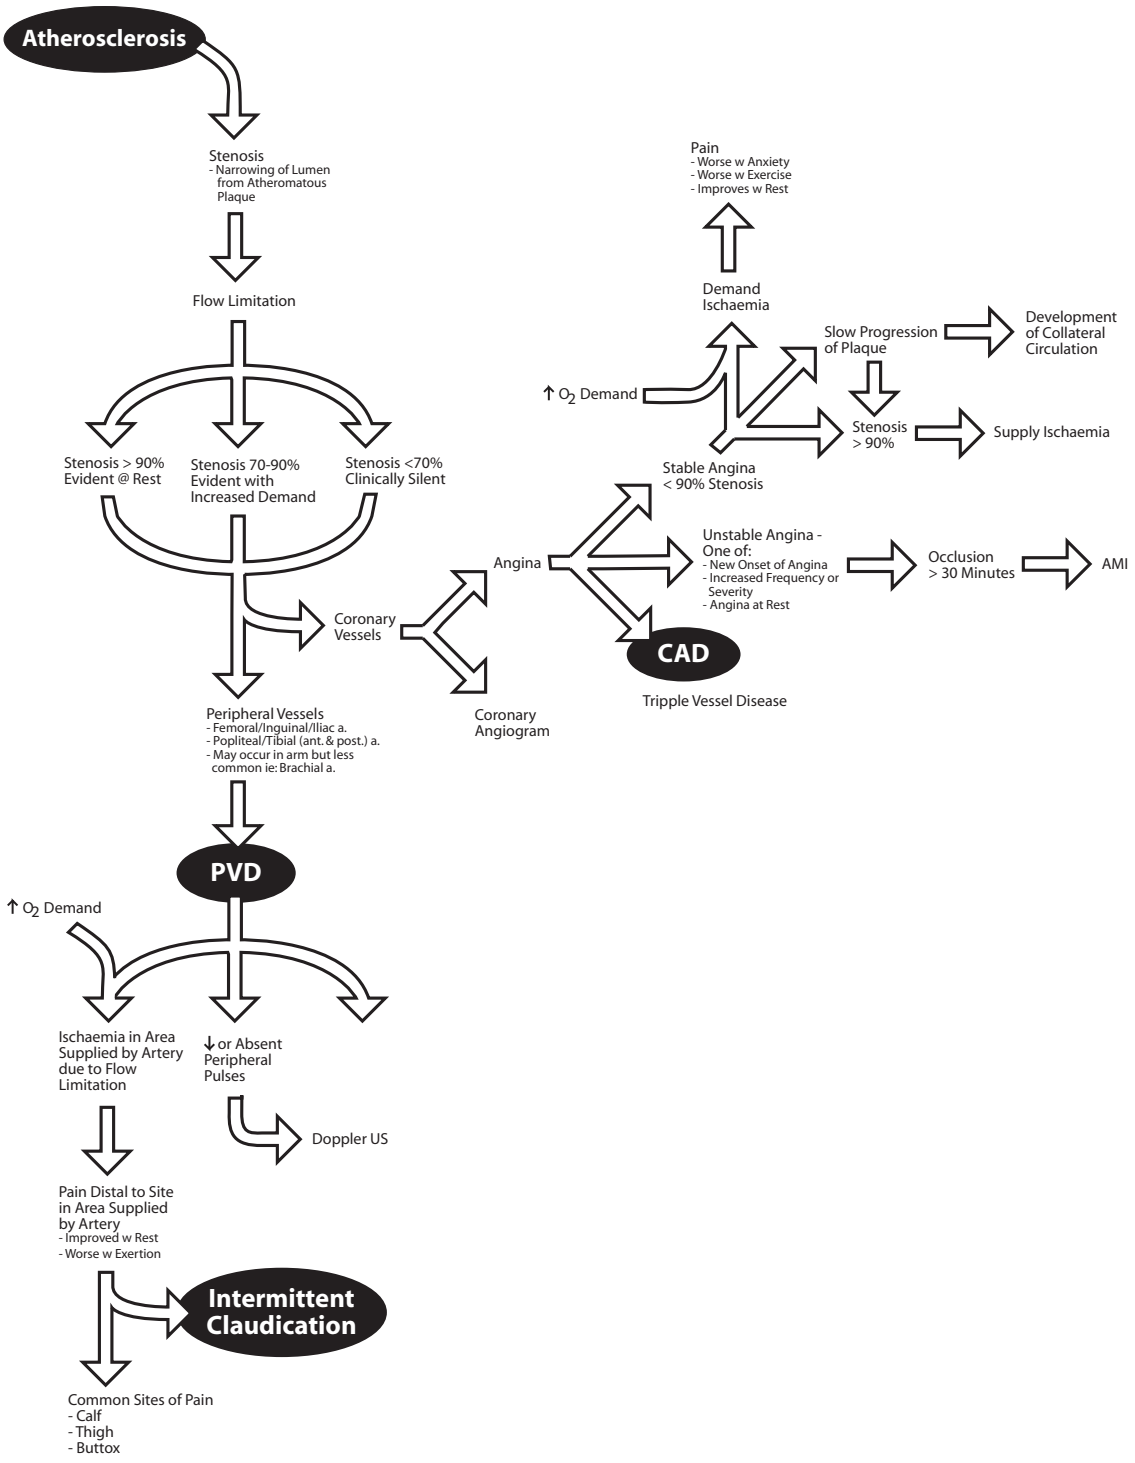 Atherosclerosis
Stenosis
- Narrowing of Lumen
from Atheromatous
Plaque
Flow Limitation
Stenosis > 90%
Evident @ Rest
Stenosis 70-90%
Evident with
Increased Demand
Stenosis <70%
Clinically Silent
Coronary
Vessels
Angina
Coronary
Angiogram
Pain
- Worse w Anxiety
- Worse w Exercise
- Improves w Rest
Demand
Ischaemia
↑ O2 Demand
Slow Progression
of Plaque
Development
of Collateral
Circulation
Stenosis
> 90%
Supply Ischaemia
Stable Angina
< 90% Stenosis
Unstable Angina -
One of:
- New Onset of Angina
- Increased Frequency or
Severity
- Angina at Rest
Occlusion
> 30 Minutes
AMI
CAD
Tripple Vessel Disease
Peripheral Vessels
- Femoral/Inguinal/Iliac a.
- Popliteal/Tibial (ant. & post.) a.
- May occur in arm but less
common ie: Brachial a.
PVD
↑ O2 Demand
Ischaemia in Area
Supplied by Artery
due to Flow
Limitation
↓ or Absent
Peripheral
Pulses
Doppler US
Pain Distal to Site
in Area Supplied
by Artery
- Improved w Rest
- Worse w Exertion
Intermittent
Claudication
Common Sites of Pain
- Calf
- Thigh
- Buttox